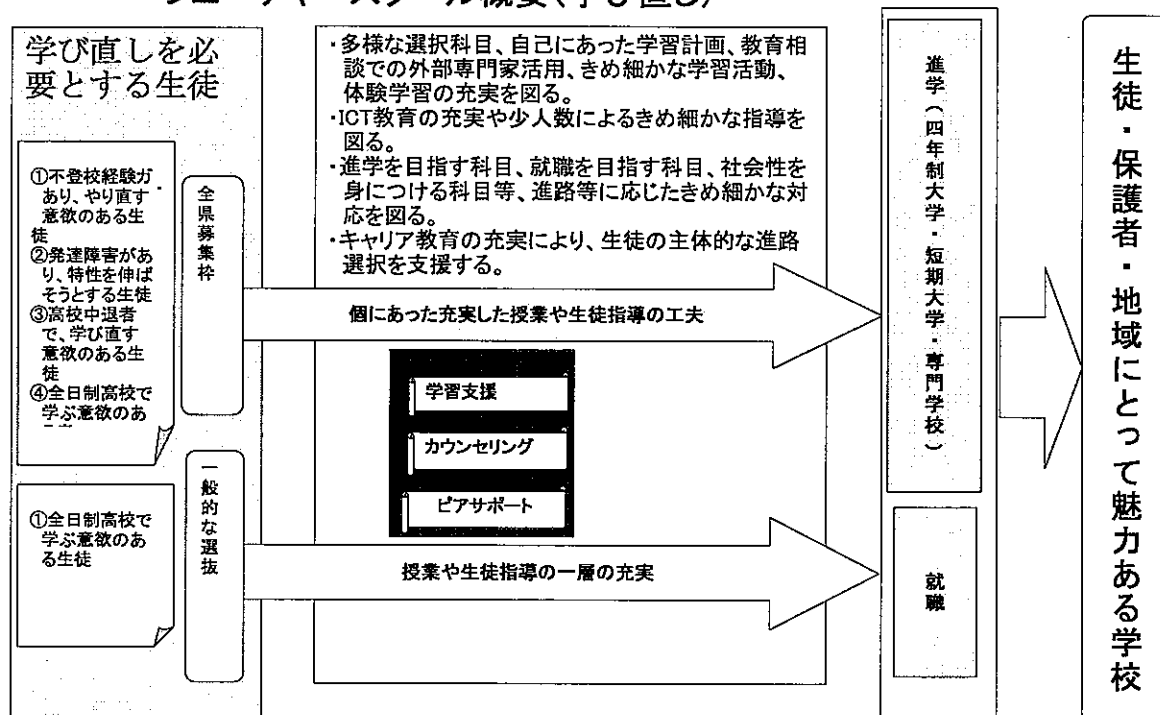 学び直しを必
要とする生徒
①不登校経験が
あり、やり直す
意欲のある生
徒
②発達障害があ
り、特性を伸ば
そうとする生徒
③高校中退者
で、学び直す
意欲のある生
徒
④全日制高校で
学ぶ意欲のあ
全県募集枠
①全日制高校で
学ぶ意欲のあ
る生徒
一般的な選抜
・多様な選択科目、自己にあった学習計画、教育相
談での外部専門家活用、きめ細かな学習活動、
体験学習の充実を図る。
・ICT教育の充実や少人数によるきめ細かな指導を
図る。
・進学を目指す科目、就職を目指す科目、社会性を
身につける科目等、進路等に応じたきめ細かな対
応を図る。
・キャリア教育の充実により、生徒の主体的な進路
選択を支援する。
個にあった充実した授業や生徒指導の工夫
学習支援
カウンセリング
ピアサポート
授業や生徒指導の一層の充実
進学（四年制大学・短期大学・専門学校）
就職
生徒・保護者・地域にとって魅力ある学校